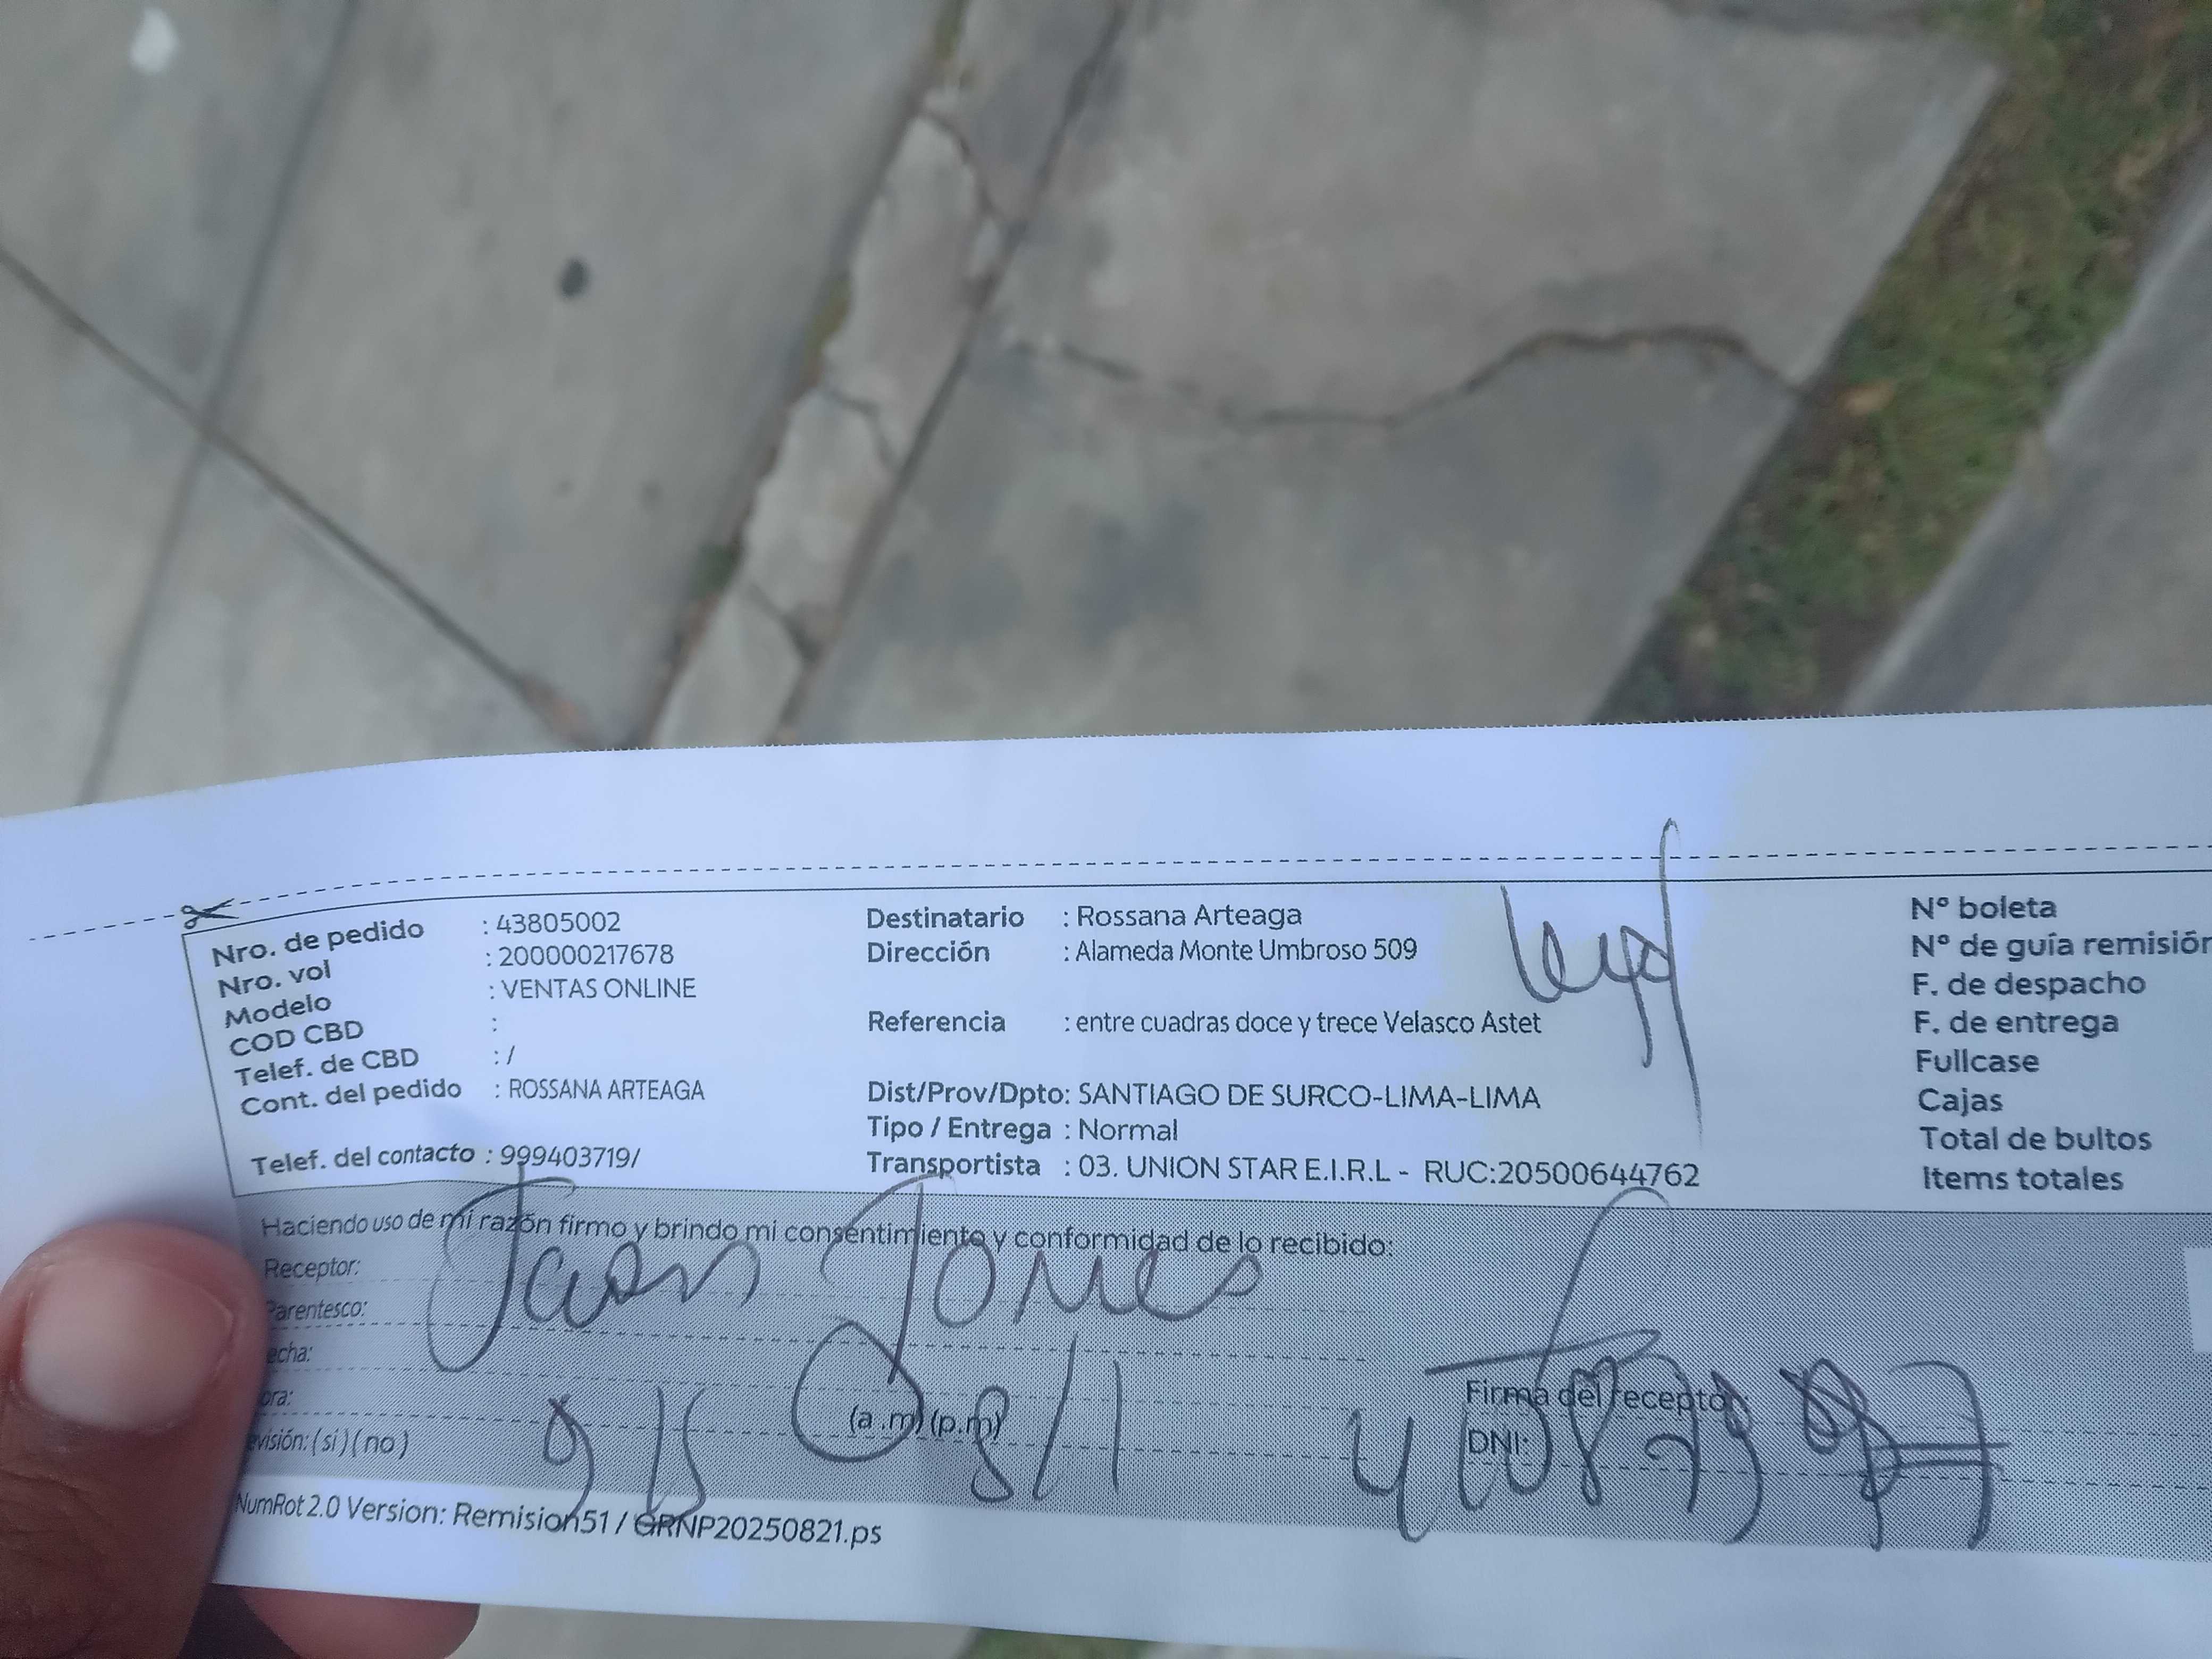 Nro. de pedido : 43805002
Nro. vol : 200000217678
Modelo : VENTAS ONLINE
COD CBD :
Telef. de CBD : /
Cont. del pedido : ROSSANA ARTEAGA
Telef. del contacto : 999403719/
Destinatario : Rossana Arteaga
Dirección : Alameda Monte Umbroso 509
Referencia : entre cuadras doce y trece Velasco Astet
Dist/Prov/Dpto: SANTIAGO DE SURCO-LIMA-LIMA
Tipo / Entrega : Normal
Transportista : 03. UNION STAR E.I.R.L - RUC:20500644762
N° boleta
N° de guía remisión
F. de despacho
F. de entrega
Fullcase
Cajas
Total de bultos
Items totales
Haciendo uso de mi razón firmo y brindo mi consentimiento y conformidad de lo recibido:
Receptor:
Parentesco:
echa:
ora:
(a.m) (p.m)
evisión: (si) (no)
Firma del receptor:
DNI:
NumRot 2.0 Version: Remision51 / GRNP20250821.ps